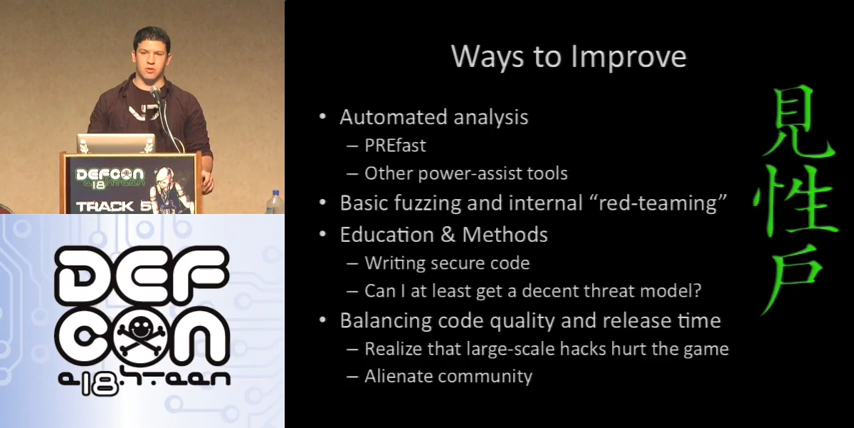 DEFCON
18
TRACK 5
DEF
CON
e18hteen
Ways to Improve
• Automated analysis
– PREfast
– Other power-assist tools
• Basic fuzzing and internal “red-teaming”
• Education & Methods
– Writing secure code
– Can I at least get a decent threat model?
• Balancing code quality and release time
– Realize that large-scale hacks hurt the game
– Alienate community
見
性
戶